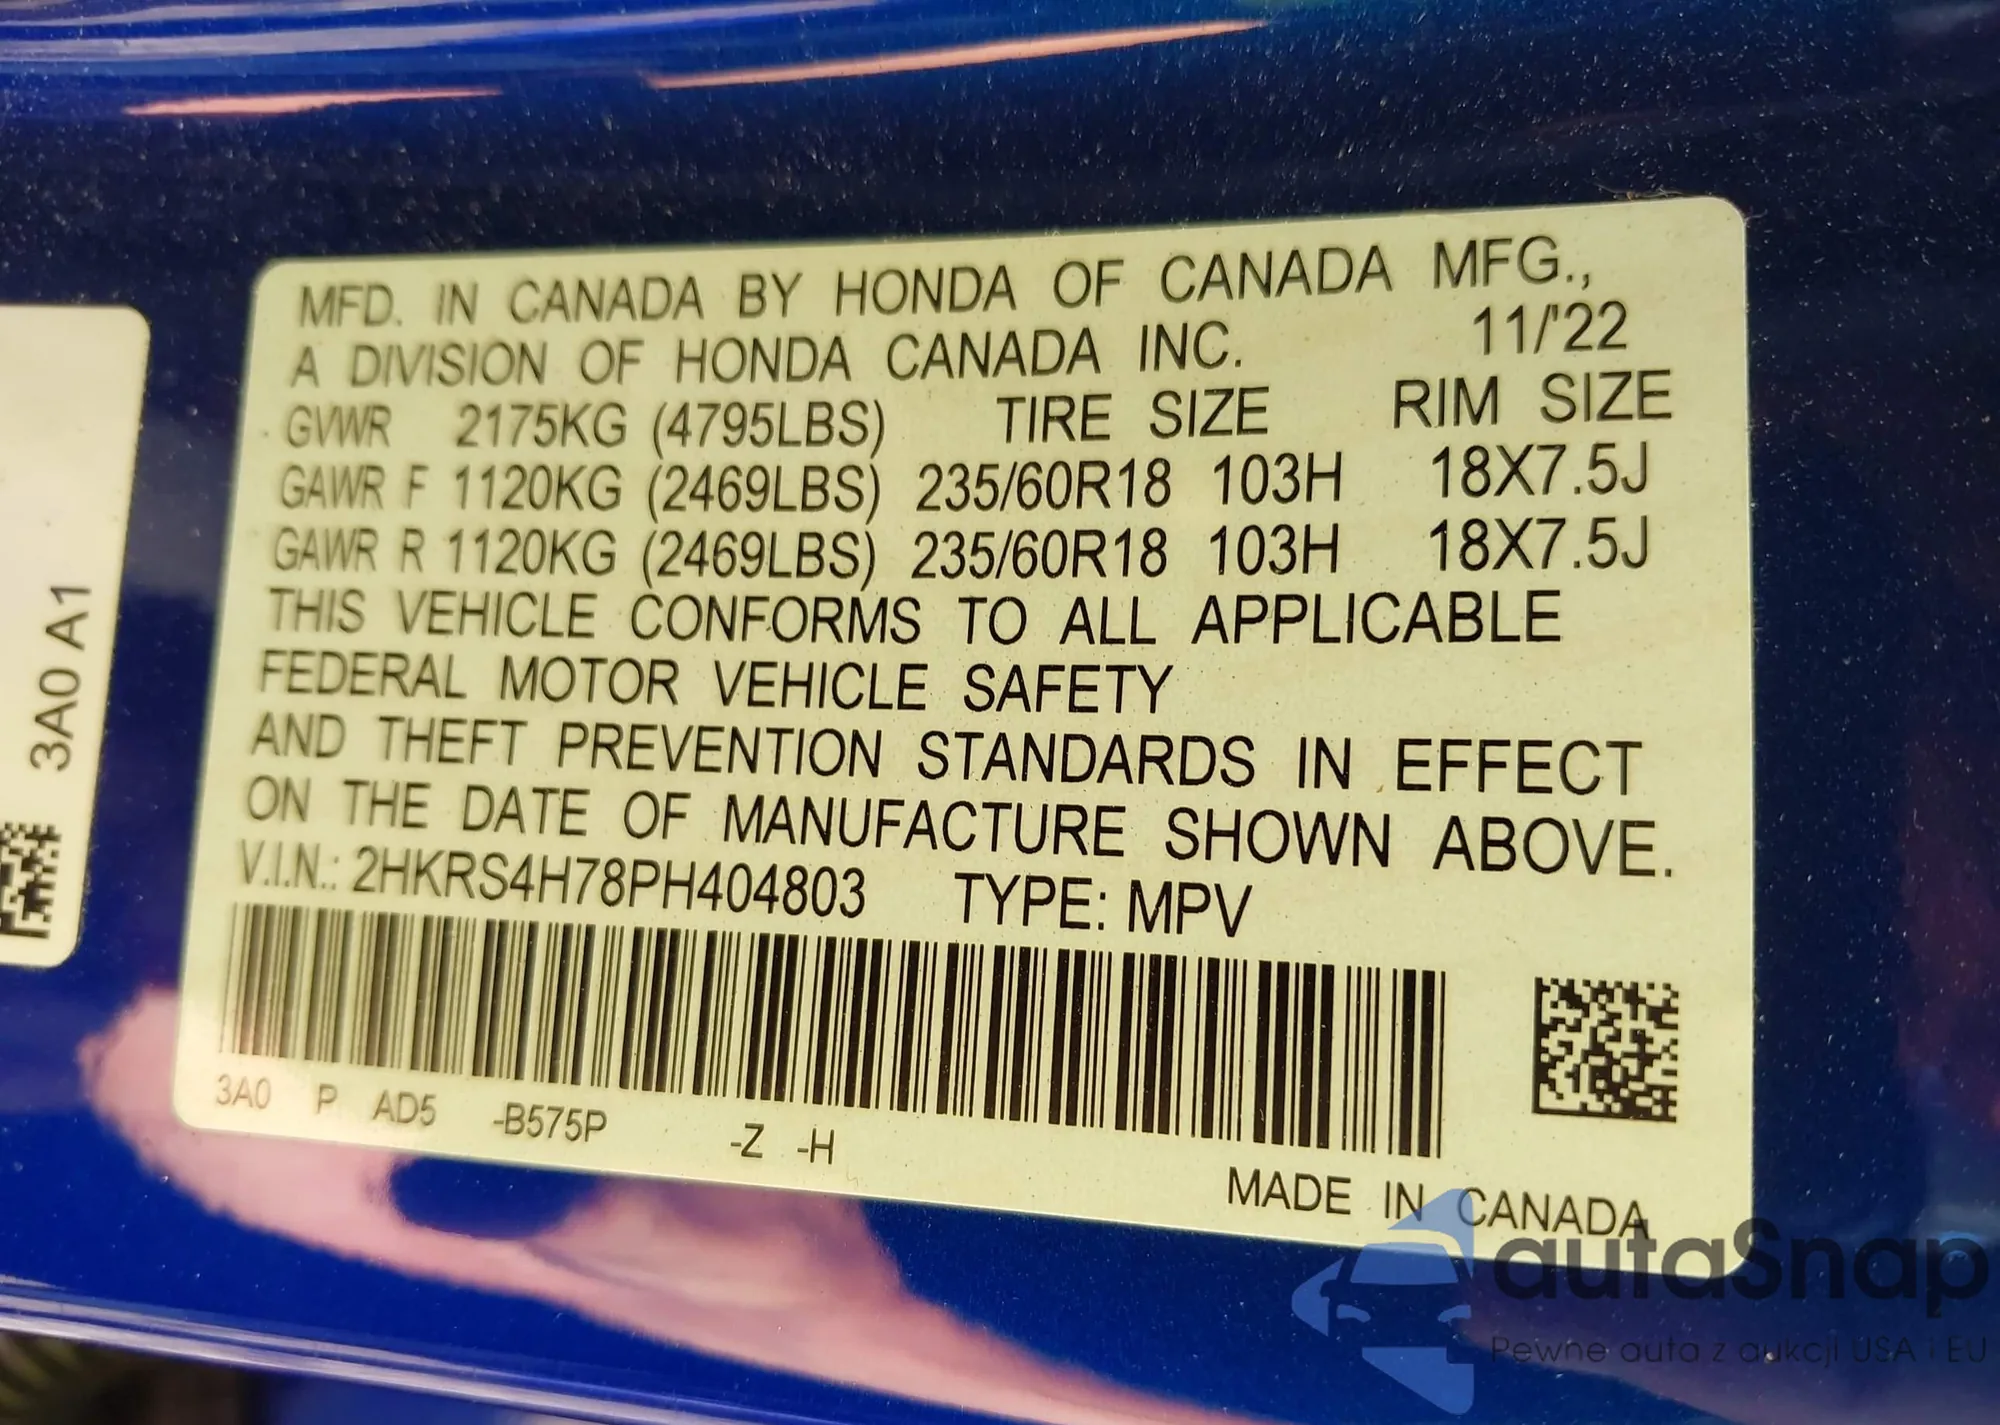 MFD. IN CANADA BY HONDA OF CANADA MFG.,
A DIVISION OF HONDA CANADA INC. 11/'22
GVWR 2175KG (4795LBS) TIRE SIZE RIM SIZE
GAWR F 1120KG (2469LBS) 235/60R18 103H 18X7.5J
GAWR R 1120KG (2469LBS) 235/60R18 103H 18X7.5J
THIS VEHICLE CONFORMS TO ALL APPLICABLE
FEDERAL MOTOR VEHICLE SAFETY
AND THEFT PREVENTION STANDARDS IN EFFECT
ON THE DATE OF MANUFACTURE SHOWN ABOVE.
V.I.N.: 2HKRS4H78PH404803 TYPE: MPV
3A0 P AD5 -B575P -Z -H
MADE IN CANADA
3A0 A1
autaSnap
Pewne auta z aukcji USA i EU